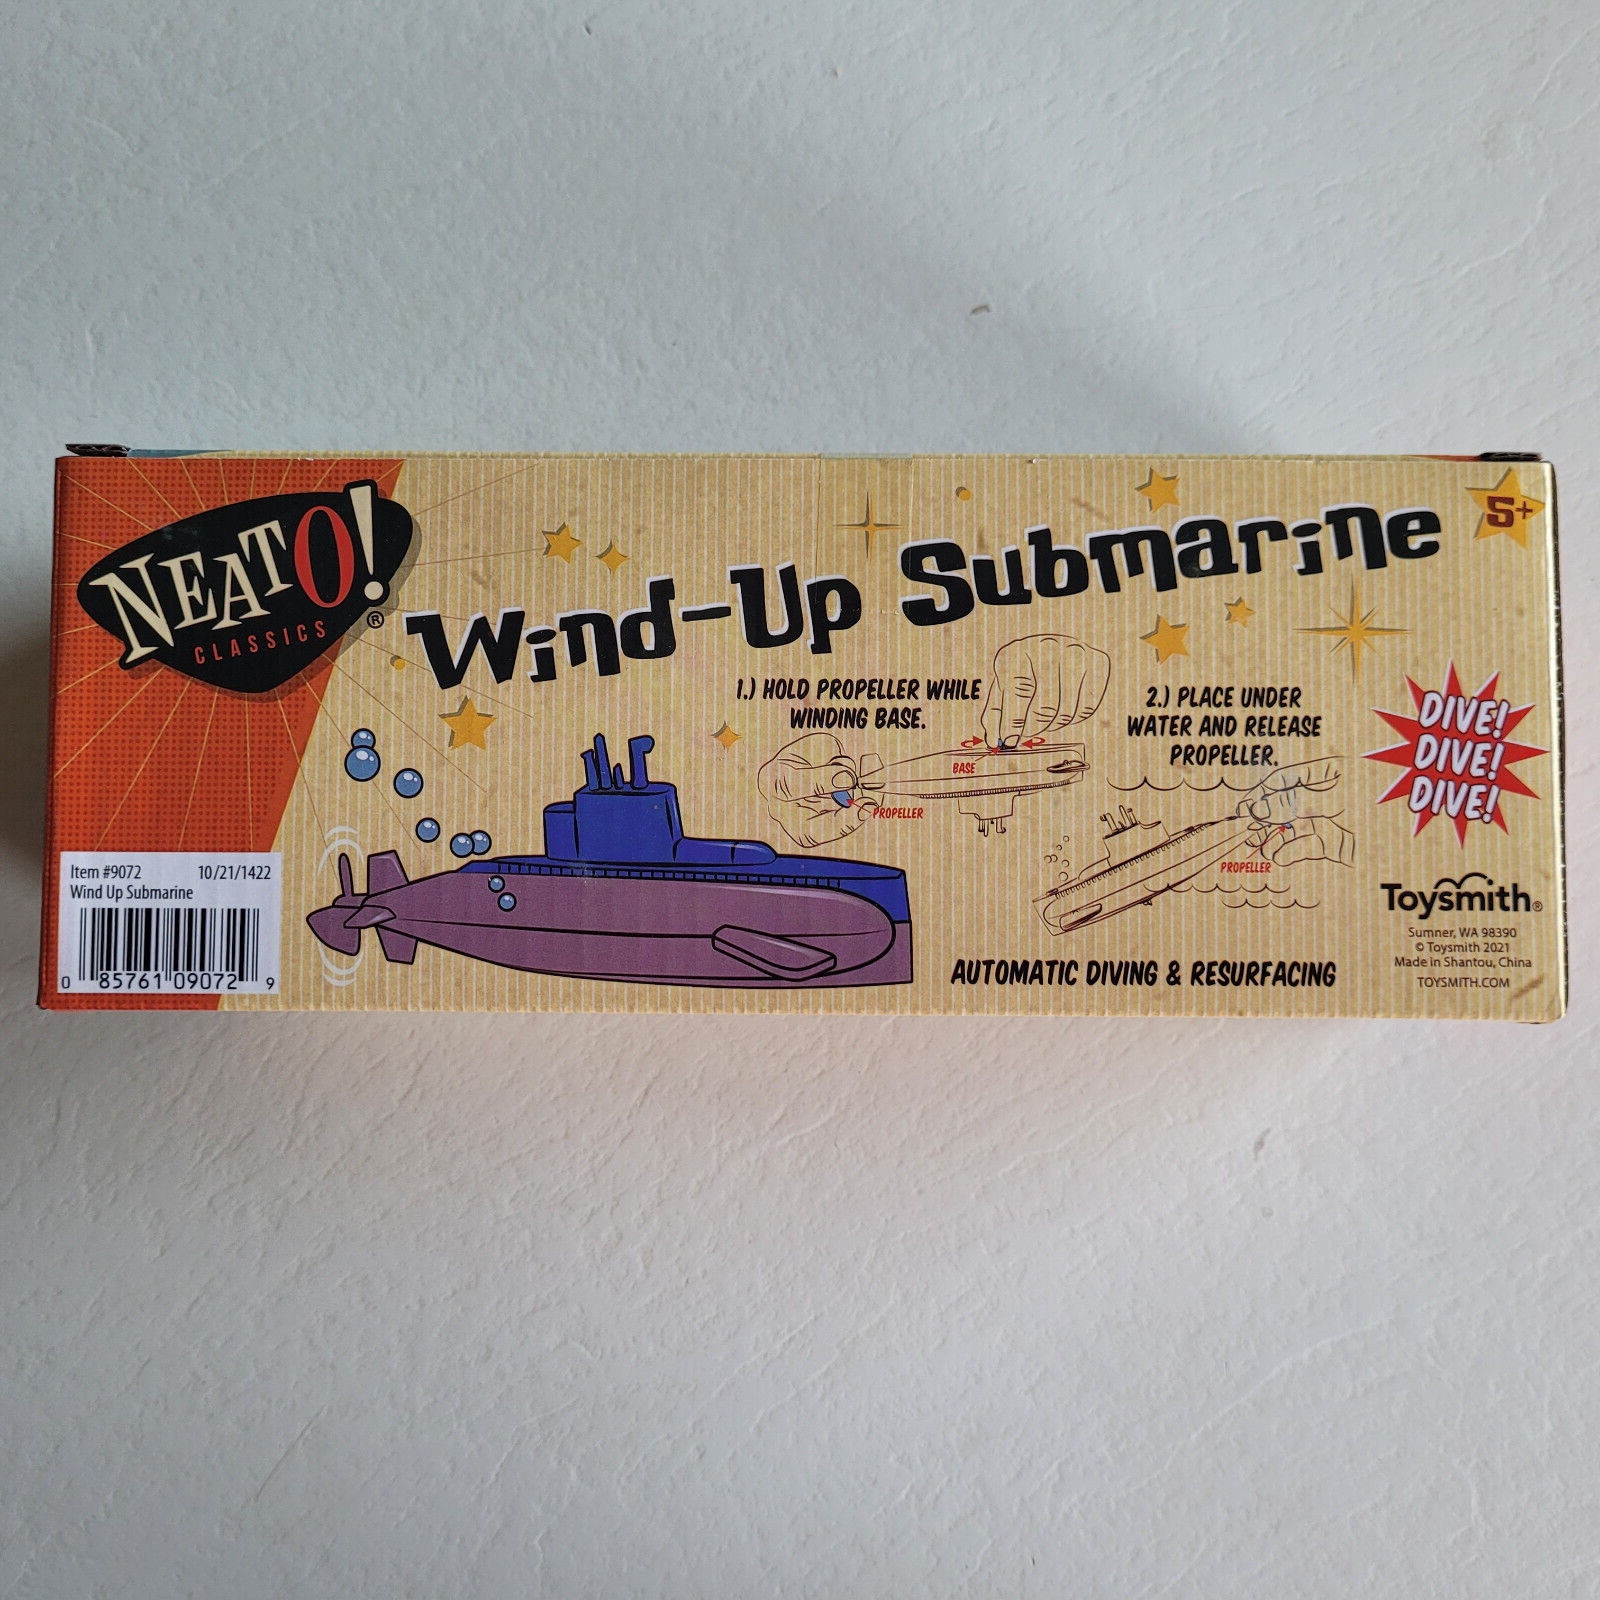 NEATO!
CLASSICS
®
Wind-Up Submarine
5+
1.) HOLD PROPELLER WHILE
WINDING BASE.
BASE
PROPELLER
2.) PLACE UNDER
WATER AND RELEASE
PROPELLER.
PROPELLER
DIVE!
DIVE!
DIVE!
AUTOMATIC DIVING & RESURFACING
Toysmith®
Sumner, WA 98390
© Toysmith 2021
Made in Shantou, China
TOYSMITH.COM
Item #9072 10/21/1422
Wind Up Submarine
0 85761 09072 9